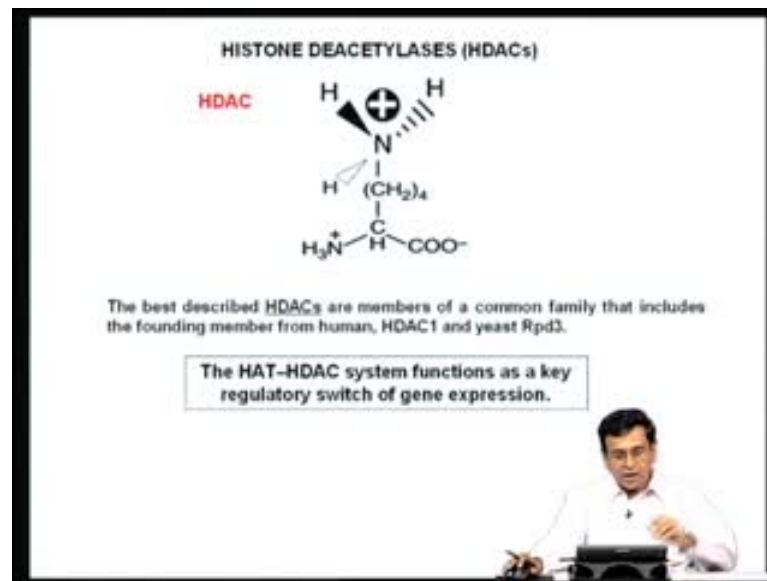 HISTONE DEACETYLASES (HDACs)
HDAC
H
H
N
H
(CH₂)₄
C
H₃N⁺
H
COO⁻
The best described HDACs are members of a common family that includes
the founding member from human, HDAC1 and yeast Rpd3.
The HAT–HDAC system functions as a key
regulatory switch of gene expression.